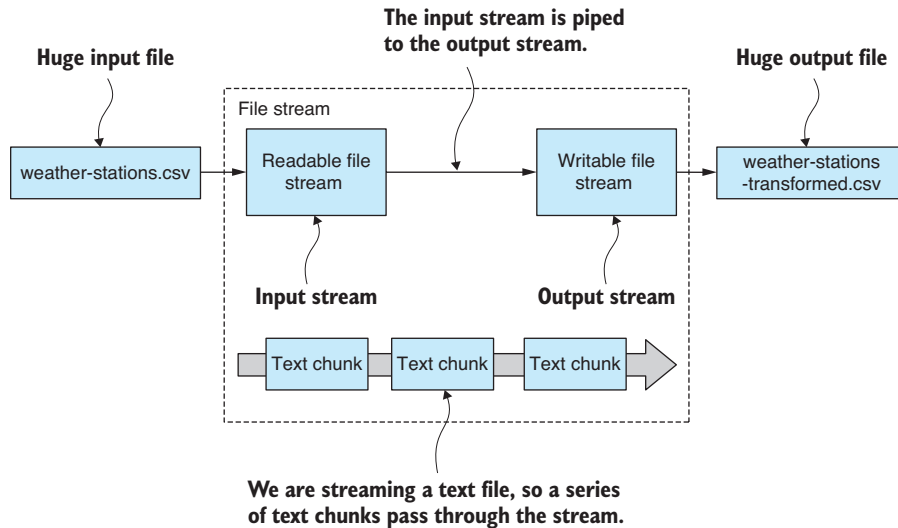 The input stream is piped
to the output stream.
Huge input file
Huge output file
File stream
weather-stations.csv
Readable file
stream
Writable file
stream
weather-stations
-transformed.csv
Input stream
Output stream
Text chunk
Text chunk
Text chunk
We are streaming a text file, so a series
of text chunks pass through the stream.